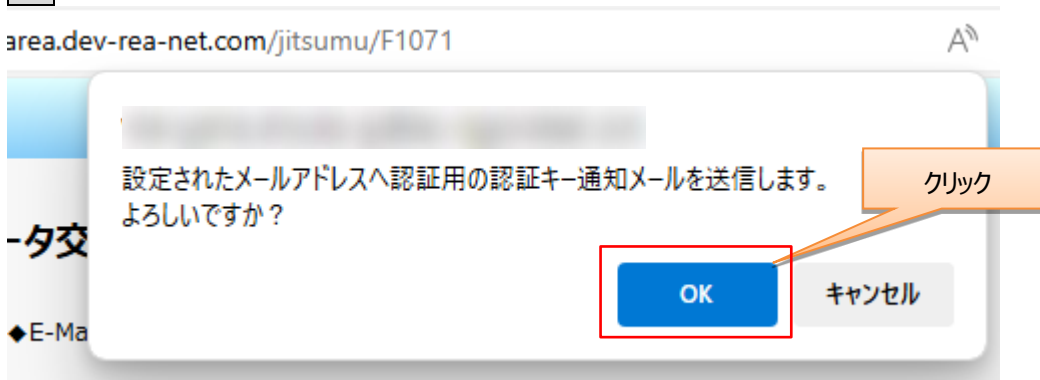 area.dev-rea-net.com/jitsumu/F1071
設定されたメールアドレスへ認証用の認証キー通知メールを送信します。
よろしいですか？
クリック
ータ交
OK
キャンセル
◆E-Ma